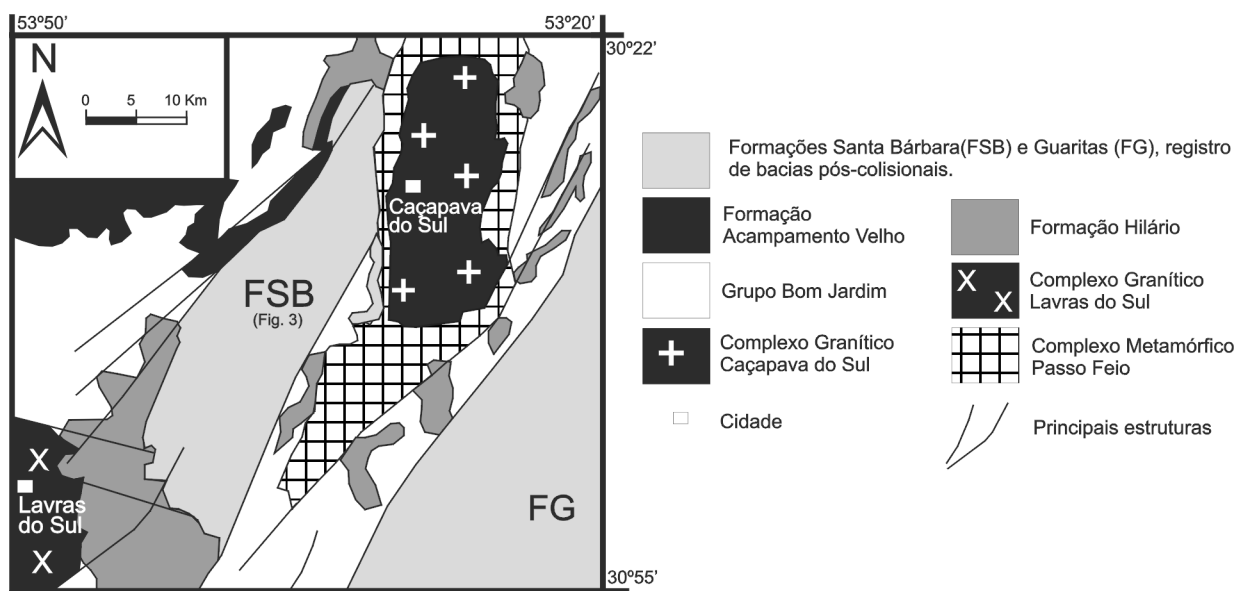 53º50'
53º20'
30º22'
N
0 5 10 Km
Caçapava
do Sul
FSB
(Fig. 3)
X
Lavras
do Sul
X
FG
30º55'
Formações Santa Bárbara(FSB) e Guaritas (FG), registro
de bacias pós-colisionais.
Formação
Acampamento Velho
Formação Hilário
Grupo Bom Jardim
X X
Complexo Granítico
Lavras do Sul
Complexo Granítico
Caçapava do Sul
Complexo Metamórfico
Passo Feio
Cidade
Principais estruturas